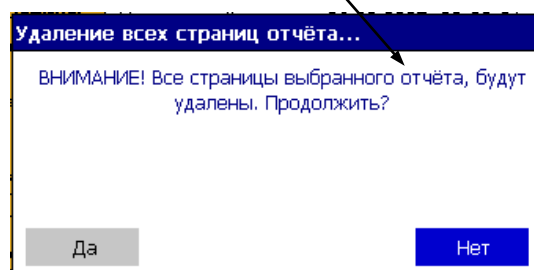 Удаление всех страниц отчёта...
ВНИМАНИЕ! Все страницы выбранного отчёта, будут
удалены. Продолжить?
Да
Нет